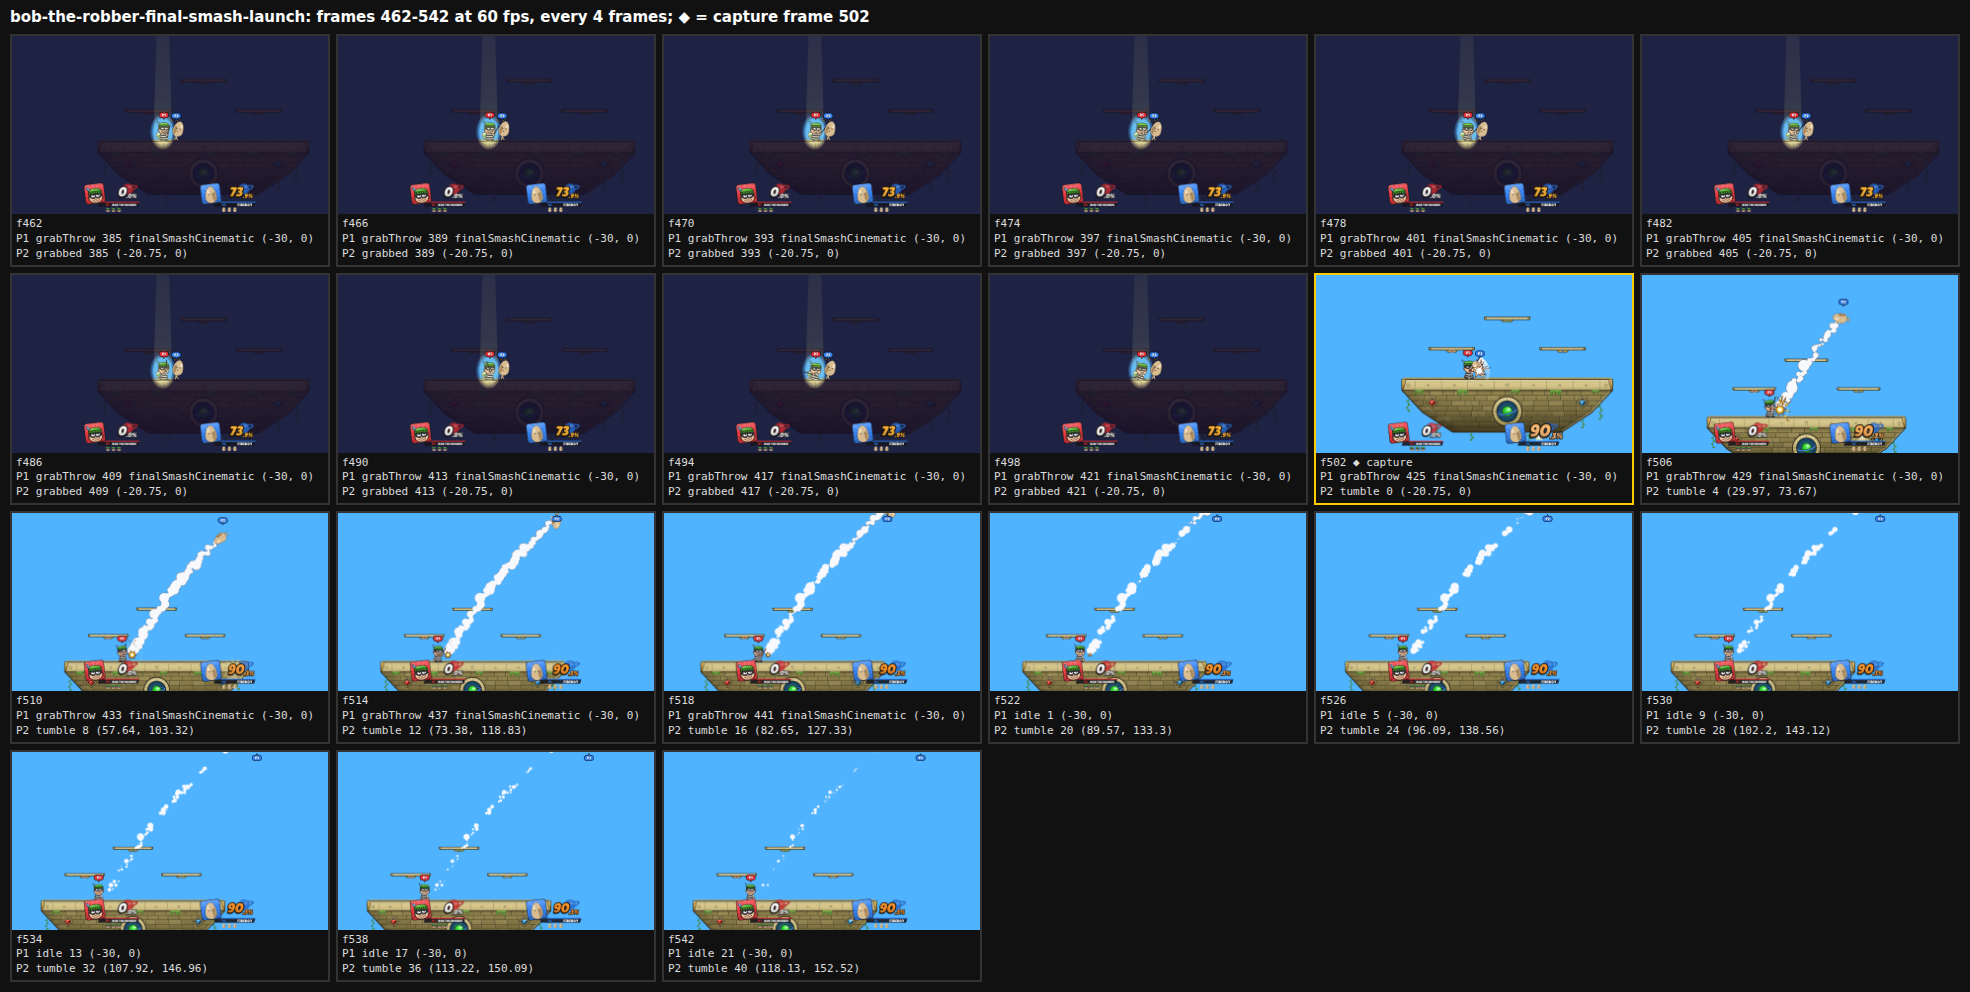 bob-the-robber-final-smash-launch: frames 462-542 at 60 fps, every 4 frames; ◆ = capture frame 502
f462
P1 grabThrow 385 finalSmashCinematic (-30, 0)
P2 grabbed 385 (-20.75, 0)
f466
P1 grabThrow 389 finalSmashCinematic (-30, 0)
P2 grabbed 389 (-20.75, 0)
f470
P1 grabThrow 393 finalSmashCinematic (-30, 0)
P2 grabbed 393 (-20.75, 0)
f474
P1 grabThrow 397 finalSmashCinematic (-30, 0)
P2 grabbed 397 (-20.75, 0)
f478
P1 grabThrow 401 finalSmashCinematic (-30, 0)
P2 grabbed 401 (-20.75, 0)
f482
P1 grabThrow 405 finalSmashCinematic (-30, 0)
P2 grabbed 405 (-20.75, 0)
f486
P1 grabThrow 409 finalSmashCinematic (-30, 0)
P2 grabbed 409 (-20.75, 0)
f490
P1 grabThrow 413 finalSmashCinematic (-30, 0)
P2 grabbed 413 (-20.75, 0)
f494
P1 grabThrow 417 finalSmashCinematic (-30, 0)
P2 grabbed 417 (-20.75, 0)
f498
P1 grabThrow 421 finalSmashCinematic (-30, 0)
P2 grabbed 421 (-20.75, 0)
f502 ◆ capture
P1 grabThrow 425 finalSmashCinematic (-30, 0)
P2 tumble 0 (-20.75, 0)
f506
P1 grabThrow 429 finalSmashCinematic (-30, 0)
P2 tumble 4 (29.97, 73.67)
f510
P1 grabThrow 433 finalSmashCinematic (-30, 0)
P2 tumble 8 (57.64, 103.32)
f514
P1 grabThrow 437 finalSmashCinematic (-30, 0)
P2 tumble 12 (73.38, 118.83)
f518
P1 grabThrow 441 finalSmashCinematic (-30, 0)
P2 tumble 16 (82.65, 127.33)
f522
P1 idle 1 (-30, 0)
P2 tumble 20 (89.57, 133.3)
f526
P1 idle 5 (-30, 0)
P2 tumble 24 (96.09, 138.56)
f530
P1 idle 9 (-30, 0)
P2 tumble 28 (102.2, 143.12)
f534
P1 idle 13 (-30, 0)
P2 tumble 32 (107.92, 146.96)
f538
P1 idle 17 (-30, 0)
P2 tumble 36 (113.22, 150.09)
f542
P1 idle 21 (-30, 0)
P2 tumble 40 (118.13, 152.52)